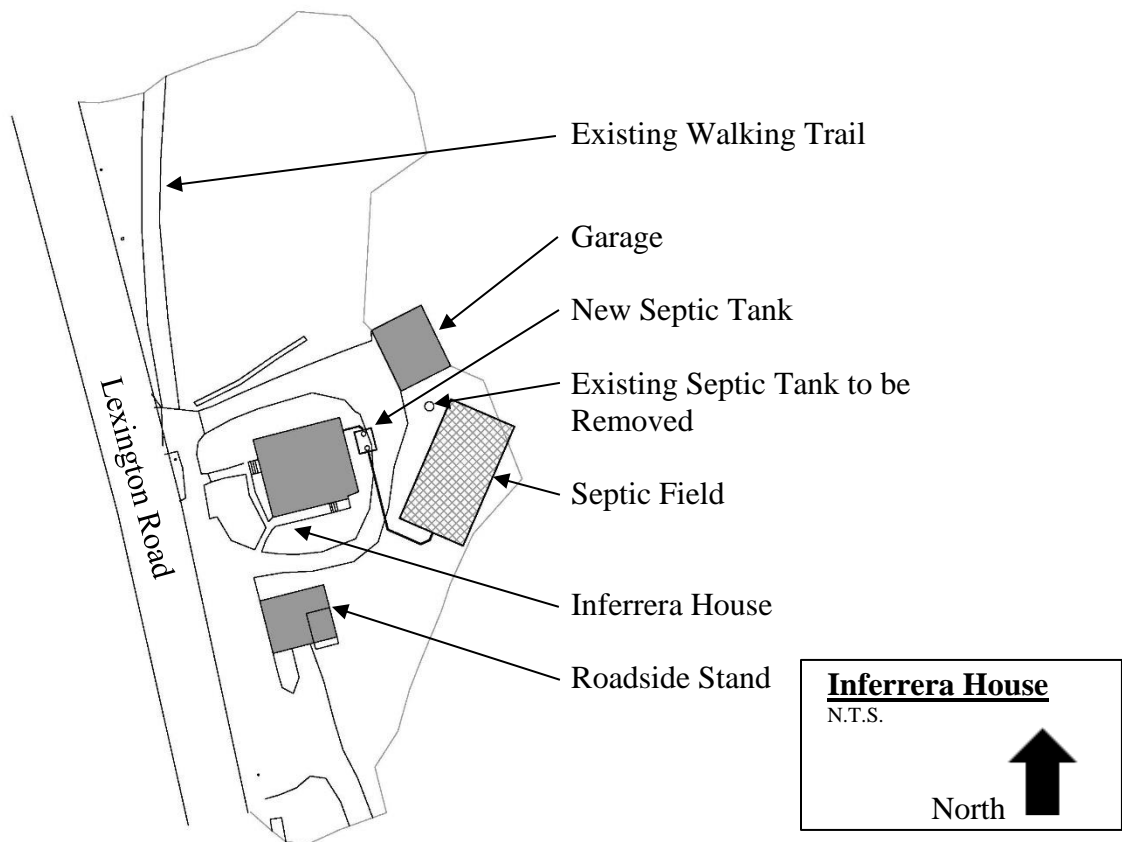 Existing Walking Trail
Garage
New Septic Tank
Existing Septic Tank to be
Removed
Septic Field
Lexington Road
Inferrera House
Roadside Stand
Inferrera House
N.T.S.
North